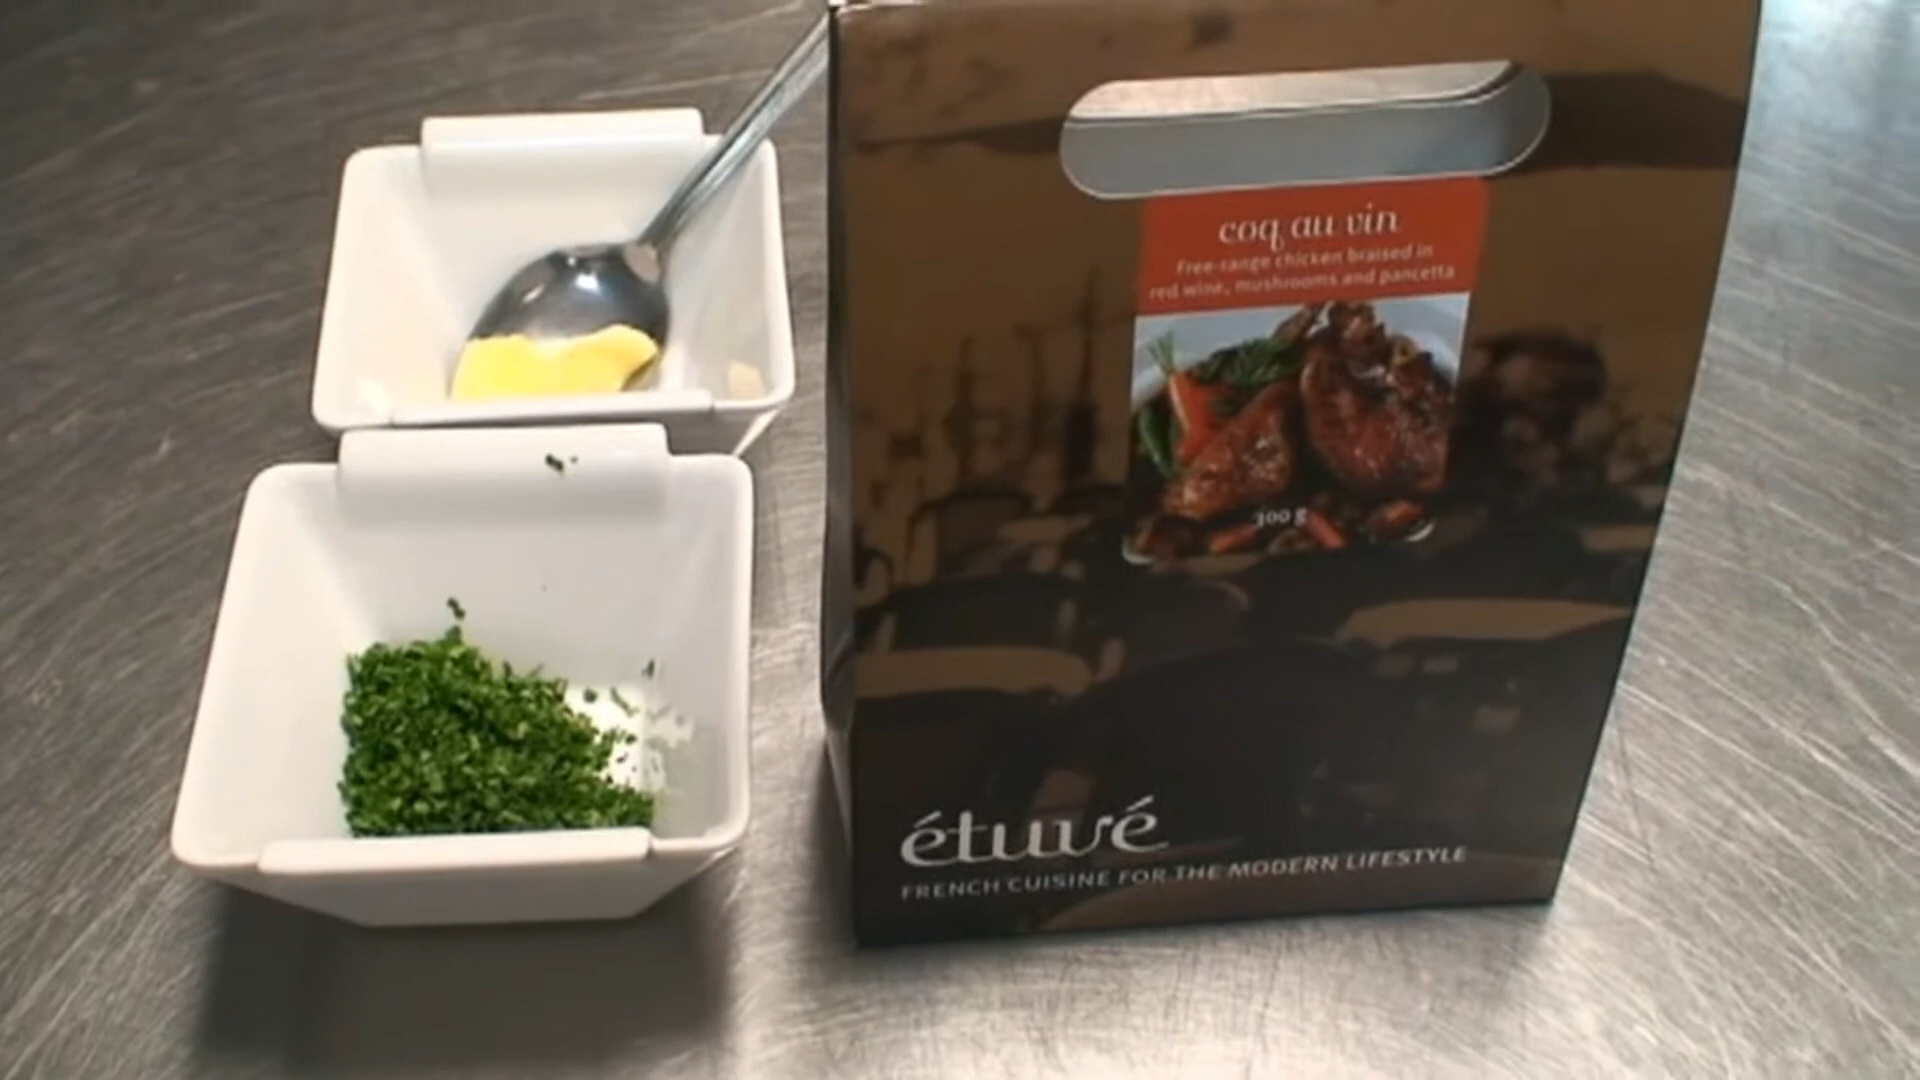 coq au vin
Free-range chicken braised in
red wine, mushrooms and pancetta
300 g
étuvé
FRENCH CUISINE FOR THE MODERN LIFESTYLE